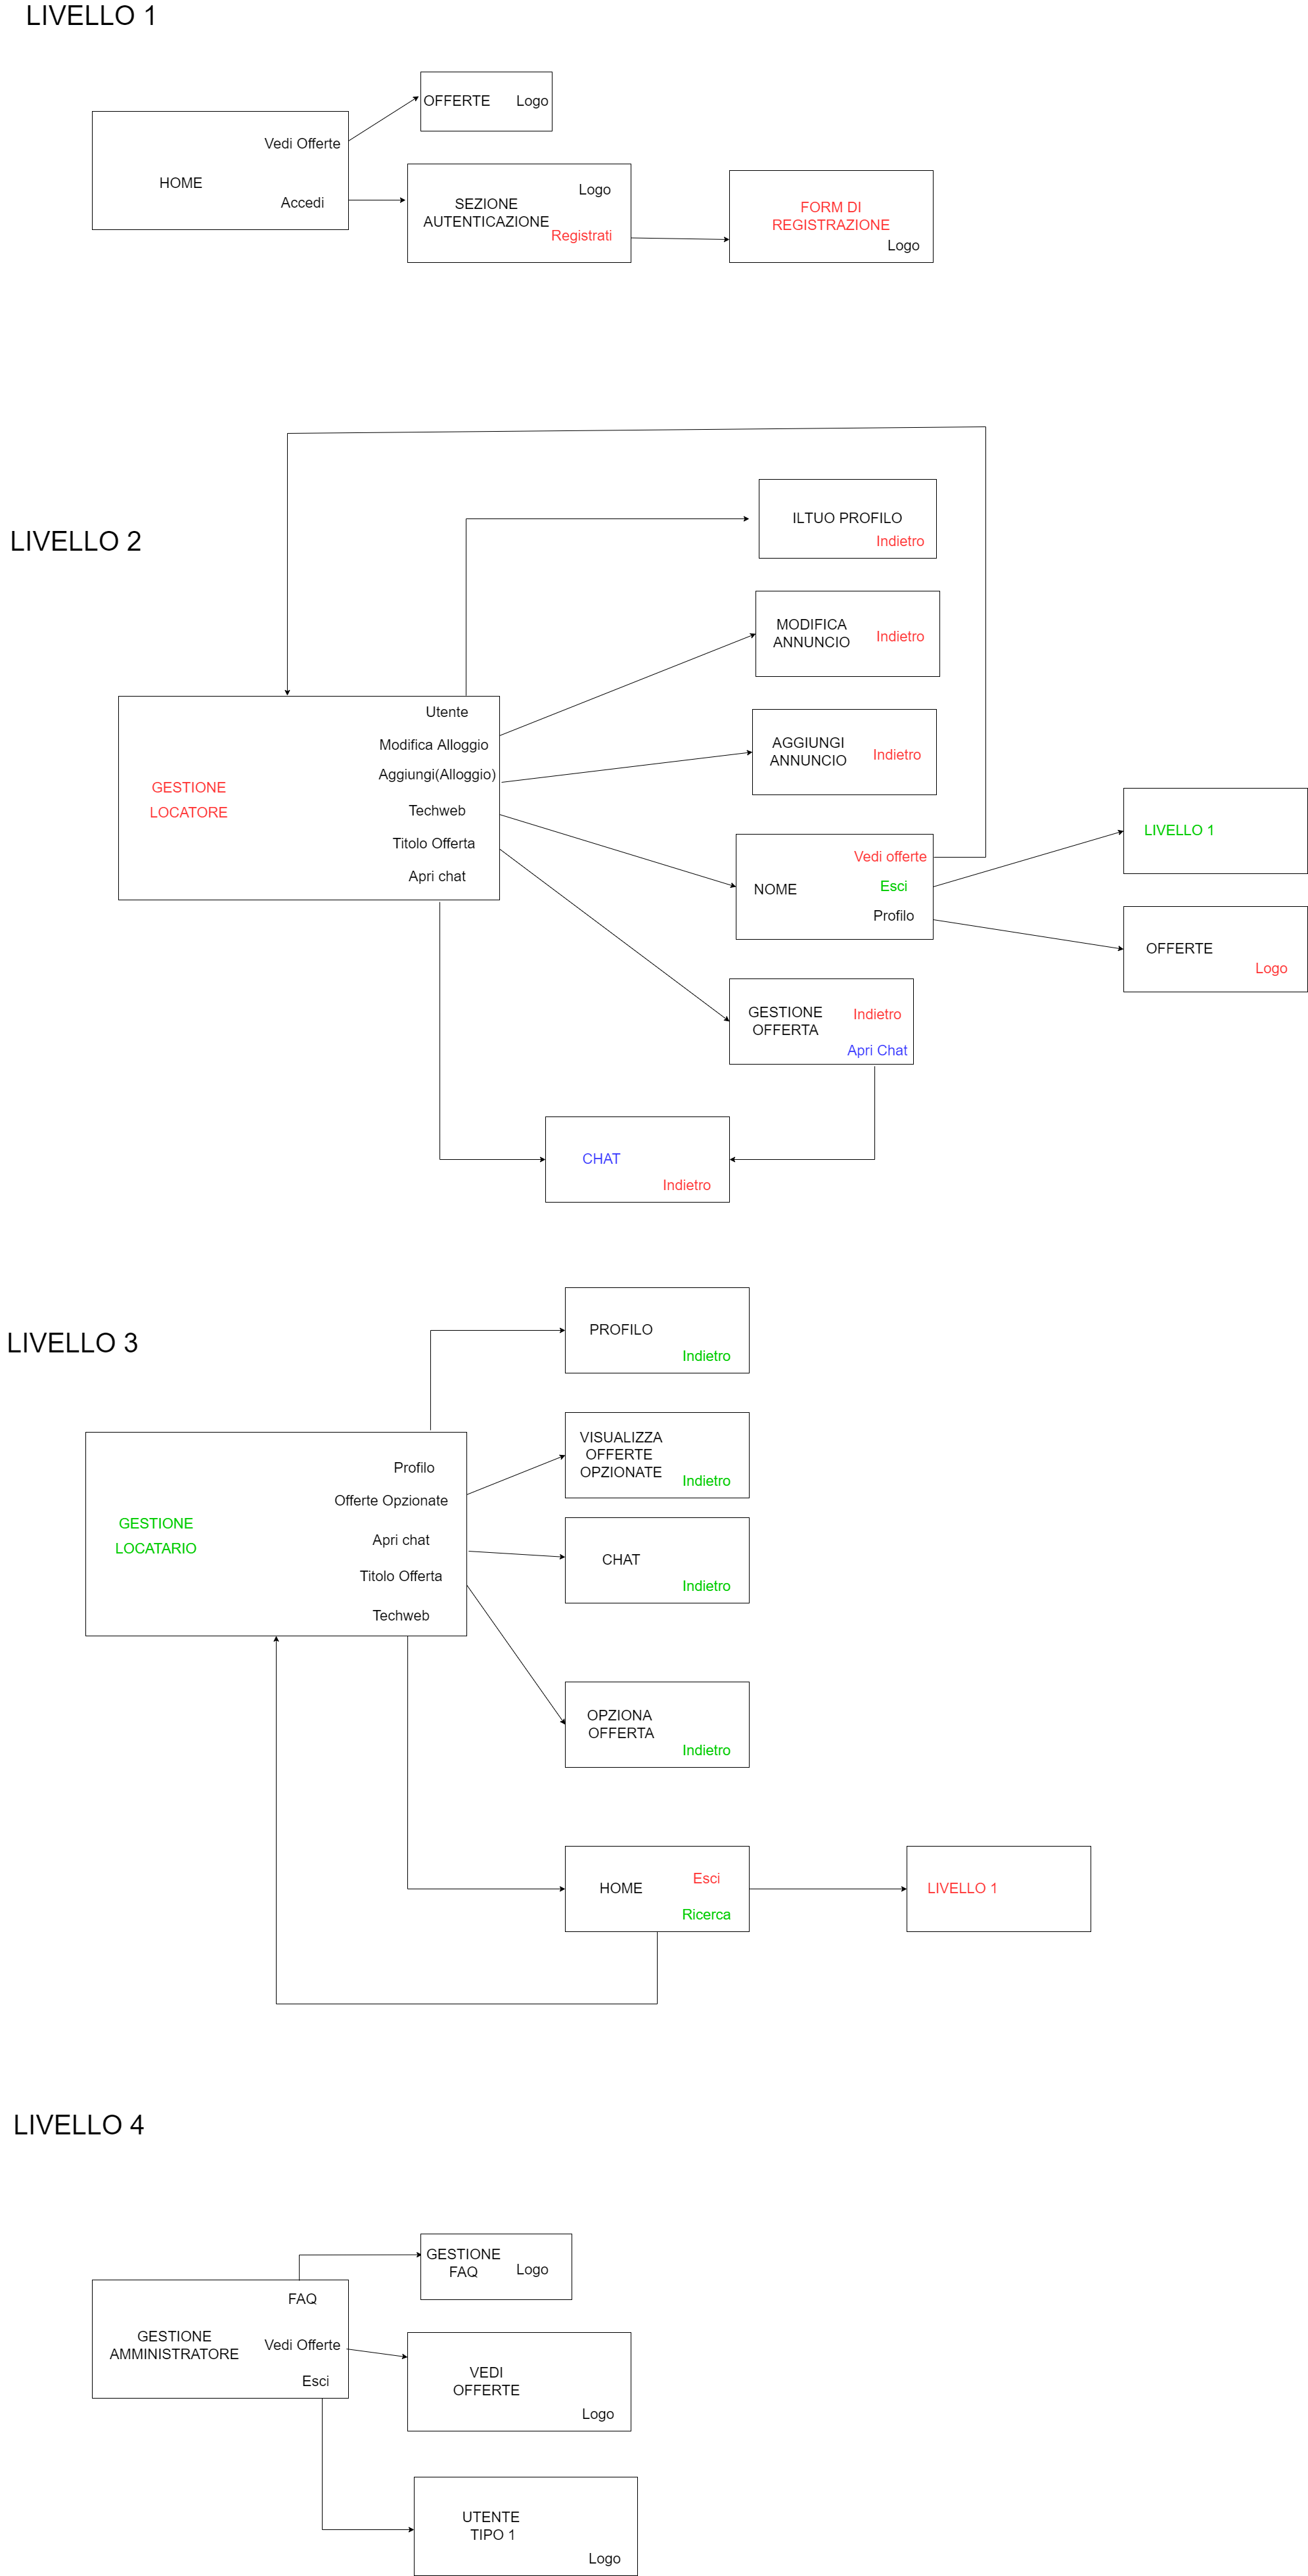 LIVELLO 1
OFFERTE
Logo
Vedi Offerte
HOME
Accedi
Logo
SEZIONE
AUTENTICAZIONE
Registrati
FORM DI
REGISTRAZIONE
Logo
LIVELLO 2
ILTUO PROFILO
Indietro
MODIFICA
ANNUNCIO
Indietro
Utente
Modifica Alloggio
Aggiungi(Alloggio)
Techweb
Titolo Offerta
Apri chat
GESTIONE
LOCATORE
AGGIUNGI
ANNUNCIO
Indietro
LIVELLO 1
Vedi offerte
Esci
NOME
Profilo
OFFERTE
Logo
GESTIONE
OFFERTA
Indietro
Apri Chat
CHAT
Indietro
LIVELLO 3
PROFILO
Indietro
VISUALIZZA
OFFERTE
OPZIONATE
Indietro
Profilo
Offerte Opzionate
Apri chat
Titolo Offerta
Techweb
GESTIONE
LOCATARIO
CHAT
Indietro
OPZIONA
OFFERTA
Indietro
HOME
Esci
Ricerca
LIVELLO 1
LIVELLO 4
GESTIONE
FAQ
Logo
FAQ
GESTIONE
AMMINISTRATORE
Vedi Offerte
Esci
VEDI
OFFERTE
Logo
UTENTE
TIPO 1
Logo